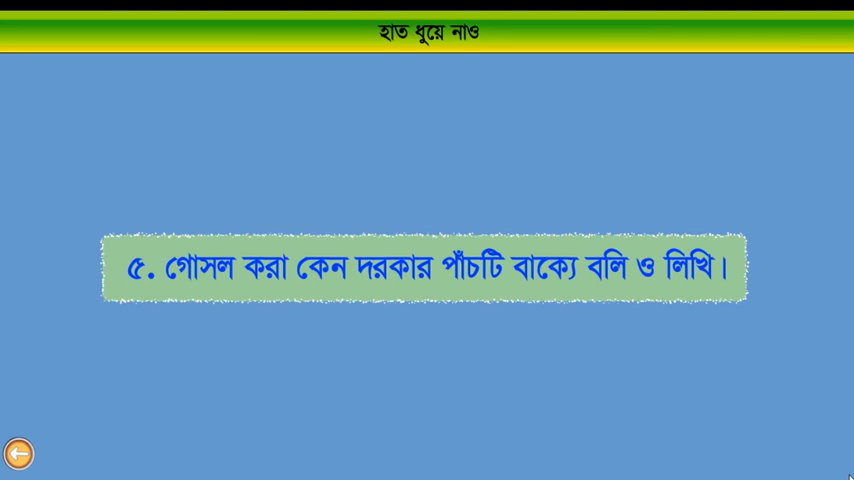 হাত ধুয়ে নাও
৫. গোসল করা কেন দরকার পাঁচটি বাক্যে বলি ও লিখি।